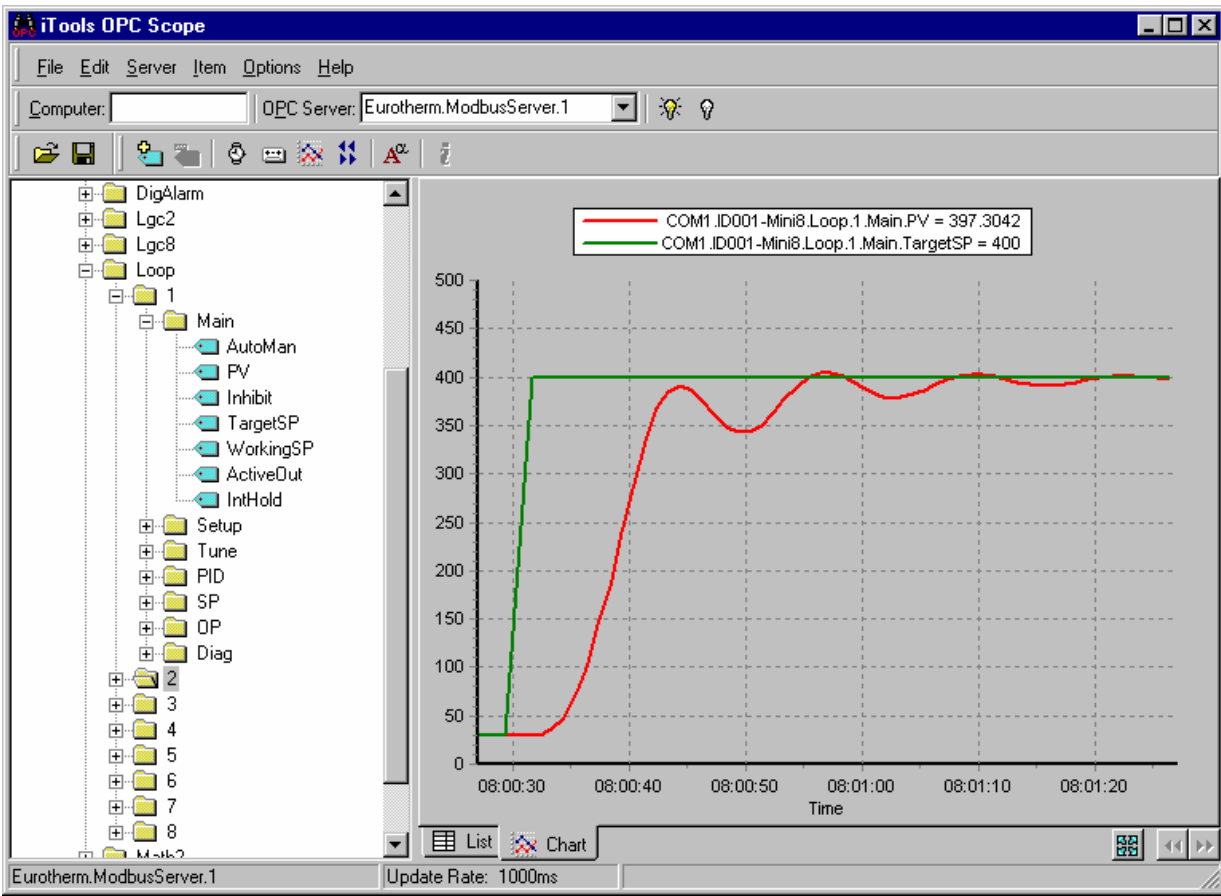 iTools OPC Scope
File Edit Server Item Options Help
Computer: OPC Server: Eurotherm.ModbusServer.1
DigAlarm
Lgc2
Lgc8
Loop
1
Main
AutoMan
PV
Inhibit
TargetSP
WorkingSP
ActiveOut
IntHold
Setup
Tune
PID
SP
OP
Diag
2
3
4
5
6
7
8
Math2
COM1.ID001-Mini8.Loop.1.Main.PV = 397.3042
COM1.ID001-Mini8.Loop.1.Main.TargetSP = 400
500
450
400
350
300
250
200
150
100
50
0
08:00:30 08:00:40 08:00:50 08:01:00 08:01:10 08:01:20
Time
List Chart
Eurotherm.ModbusServer.1 Update Rate: 1000ms